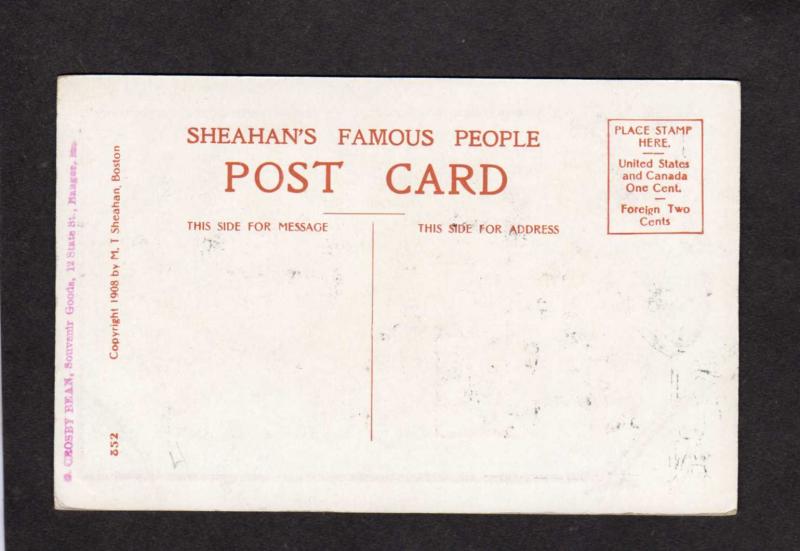 SHEAHAN'S FAMOUS PEOPLE
POST CARD
THIS SIDE FOR MESSAGE
THIS SIDE FOR ADDRESS
PLACE STAMP
HERE.
United States
and Canada
One Cent.
Foreign Two
Cents
Copyright 1908 by M. T Sheahan, Boston
352
CROSBY BEAN, Souvenir Goods, 12 State St., Bangor,